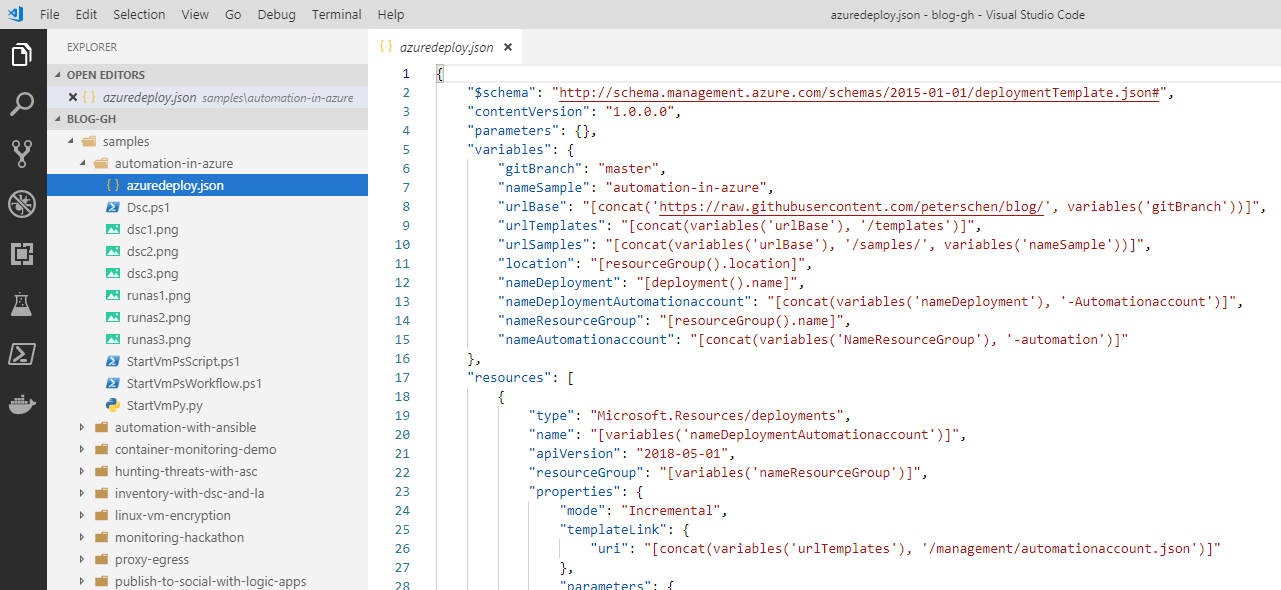 File Edit Selection View Go Debug Terminal Help azuredeploy.json - blog-gh - Visual Studio Code
EXPLORER
OPEN EDITORS
{} azuredeploy.json samples\automation-in-azure
BLOG-GH
samples
automation-in-azure
{} azuredeploy.json
Dsc.ps1
dsc1.png
dsc2.png
dsc3.png
runas1.png
runas2.png
runas3.png
StartVmPsScript.ps1
StartVmPsWorkflow.ps1
StartVmPy.py
automation-with-ansible
container-monitoring-demo
hunting-threats-with-asc
inventory-with-dsc-and-la
linux-vm-encryption
monitoring-hackathon
proxy-egress
publish-to-social-with-logic-apps
{} azuredeploy.json
1 {
2 "$schema": "http://schema.management.azure.com/schemas/2015-01-01/deploymentTemplate.json#",
3 "contentVersion": "1.0.0.0",
4 "parameters": {},
5 "variables": {
6 "gitBranch": "master",
7 "nameSample": "automation-in-azure",
8 "urlBase": "[concat('https://raw.githubusercontent.com/peterschen/blog/', variables('gitBranch'))]",
9 "urlTemplates": "[concat(variables('urlBase'), '/templates')]",
10 "urlSamples": "[concat(variables('urlBase'), '/samples/', variables('nameSample'))]",
11 "location": "[resourceGroup().location]",
12 "nameDeployment": "[deployment().name]",
13 "nameDeploymentAutomationaccount": "[concat(variables('nameDeployment'), '-Automationaccount')]",
14 "nameResourceGroup": "[resourceGroup().name]",
15 "nameAutomationaccount": "[concat(variables('NameResourceGroup'), '-automation')]"
16 },
17 "resources": [
18 {
19 "type": "Microsoft.Resources/deployments",
20 "name": "[variables('nameDeploymentAutomationaccount')]",
21 "apiVersion": "2018-05-01",
22 "resourceGroup": "[variables('nameResourceGroup')]",
23 "properties": {
24 "mode": "Incremental",
25 "templateLink": {
26 "uri": "[concat(variables('urlTemplates'), '/management/automationaccount.json')]"
27 },
28 "parameters": {